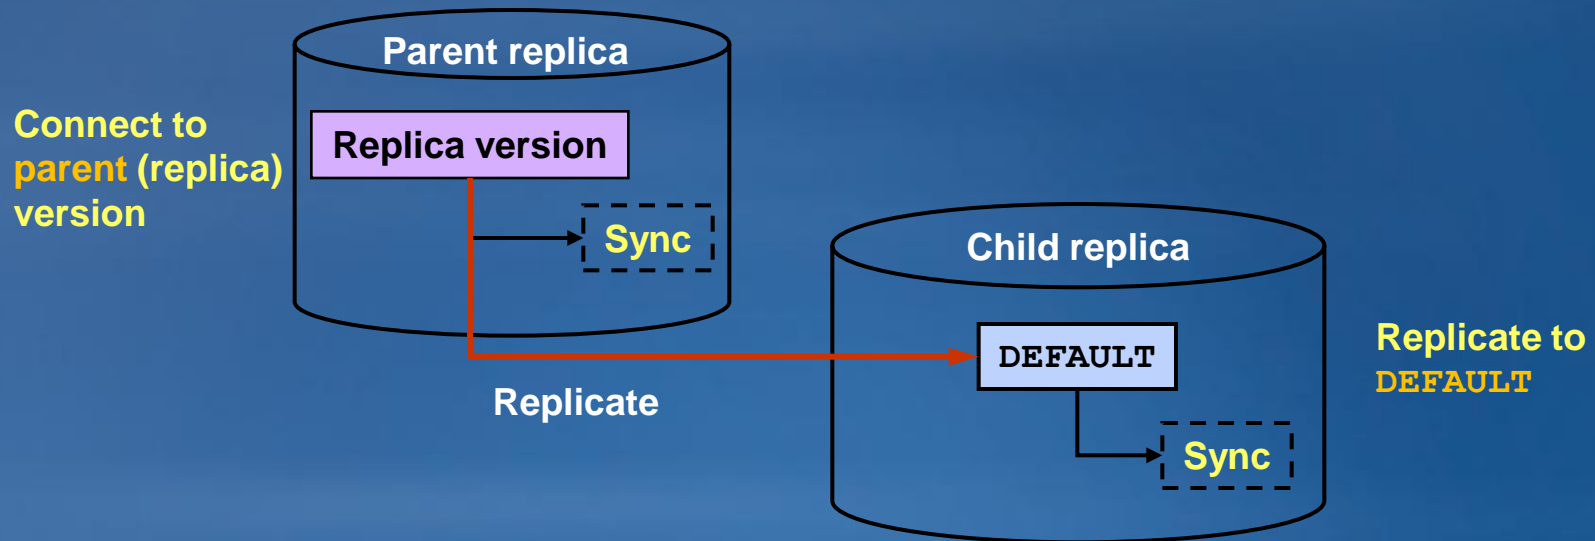 Parent replica
Connect to
parent (replica)
version
Replica version
Sync
Child replica
DEFAULT
Replicate to
DEFAULT
Replicate
Sync